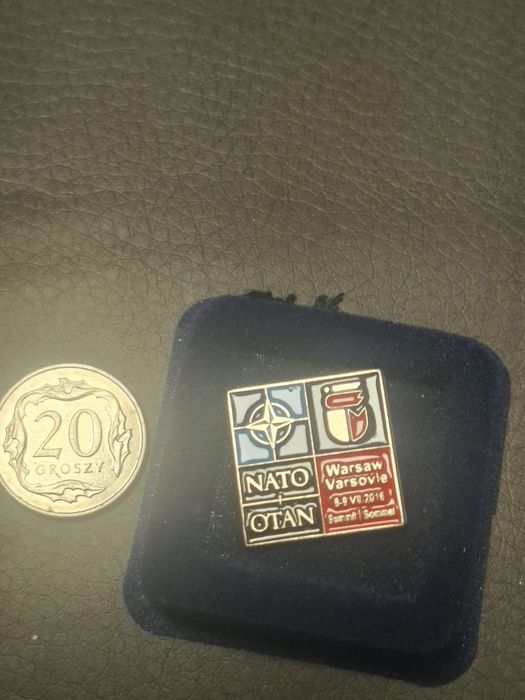 20
GROSZY
NATO
OTAN
Warsaw
Varsovie
8-9 VII 2016
Summit | Sommet